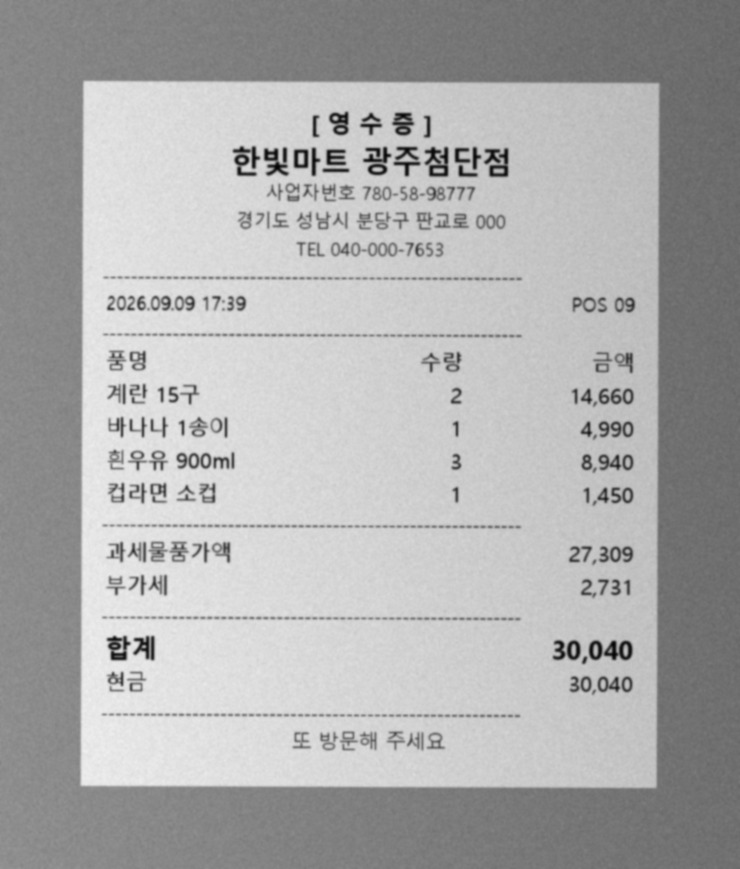 [ 영 수 증 ]
한빛마트 광주첨단점
사업자번호 780-58-98777
경기도 성남시 분당구 판교로 000
TEL 040-000-7653
2026.09.09 17:39 POS 09
품명 수량 금액
계란 15구 2 14,660
바나나 1송이 1 4,990
흰우유 900ml 3 8,940
컵라면 소컵 1 1,450
과세물품가액 27,309
부가세 2,731
합계 30,040
현금 30,040
또 방문해 주세요